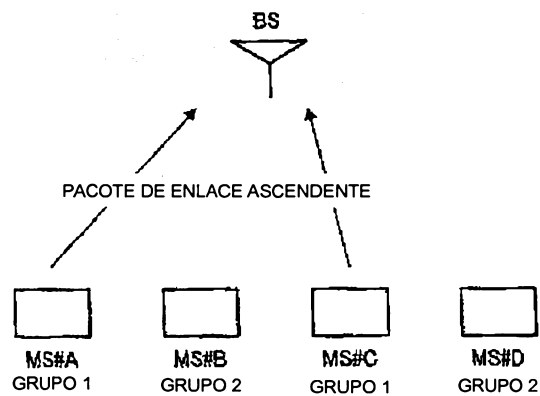 BS
PACOTE DE ENLACE ASCENDENTE
MS#A MS#B MS#C MS#D
GRUPO 1 GRUPO 2 GRUPO 1 GRUPO 2